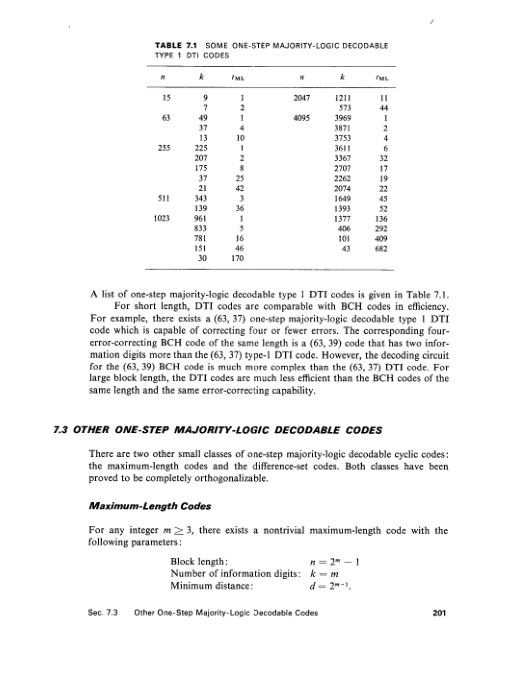 TABLE 7.1 SOME ONE-STEP MAJORITY-LOGIC DECODABLE
TYPE 1 DTI CODES
n k tML n k tML
15 9 1 2047 1211 11
7 2 573 44
63 49 1 4095 3969 1
37 4 3871 2
13 10 3753 4
255 225 1 3611 6
207 2 3367 32
175 8 2707 17
37 25 2262 19
21 42 2074 22
511 343 3 1649 45
139 36 1393 52
1023 961 1 1377 136
833 5 406 292
781 16 101 409
151 46 43 682
30 170
A list of one-step majority-logic decodable type 1 DTI codes is given in Table 7.1.
For short length, DTI codes are comparable with BCH codes in efficiency.
For example, there exists a (63, 37) one-step majority-logic decodable type 1 DTI
code which is capable of correcting four or fewer errors. The corresponding four-
error-correcting BCH code of the same length is a (63, 39) code that has two infor-
mation digits more than the (63, 37) type-1 DTI code. However, the decoding circuit
for the (63, 39) BCH code is much more complex than the (63, 37) DTI code. For
large block length, the DTI codes are much less efficient than the BCH codes of the
same length and the same error-correcting capability.
7.3 OTHER ONE-STEP MAJORITY-LOGIC DECODABLE CODES
There are two other small classes of one-step majority-logic decodable cyclic codes:
the maximum-length codes and the difference-set codes. Both classes have been
proved to be completely orthogonalizable.
Maximum-Length Codes
For any integer m ≥ 3, there exists a nontrivial maximum-length code with the
following parameters:
Block length: n = 2^m − 1
Number of information digits: k = m
Minimum distance: d = 2^{m−1}.
Sec. 7.3 Other One-Step Majority-Logic Decodable Codes 201